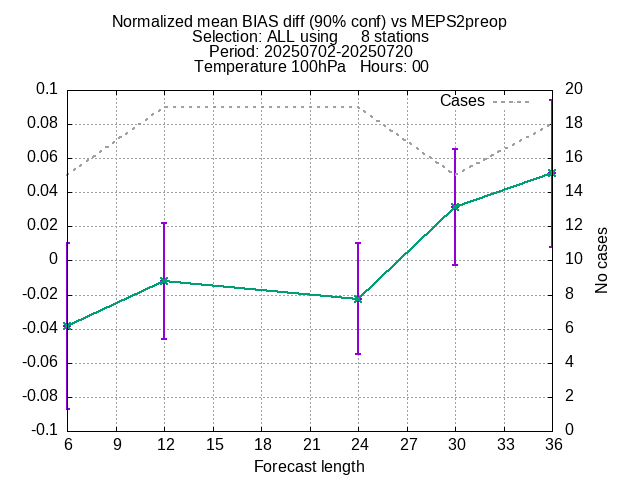 Normalized mean BIAS diff (90% conf) vs MEPS2preop
Selection: ALL using     8 stations
Period: 20250702-20250720
Temperature 100hPa   Hours: 00
Cases
0.1
0.08
0.06
0.04
0.02
0
-0.02
-0.04
-0.06
-0.08
-0.1
20
18
16
14
12
10
8
6
4
2
0
No cases
6 9 12 15 18 21 24 27 30 33 36
Forecast length